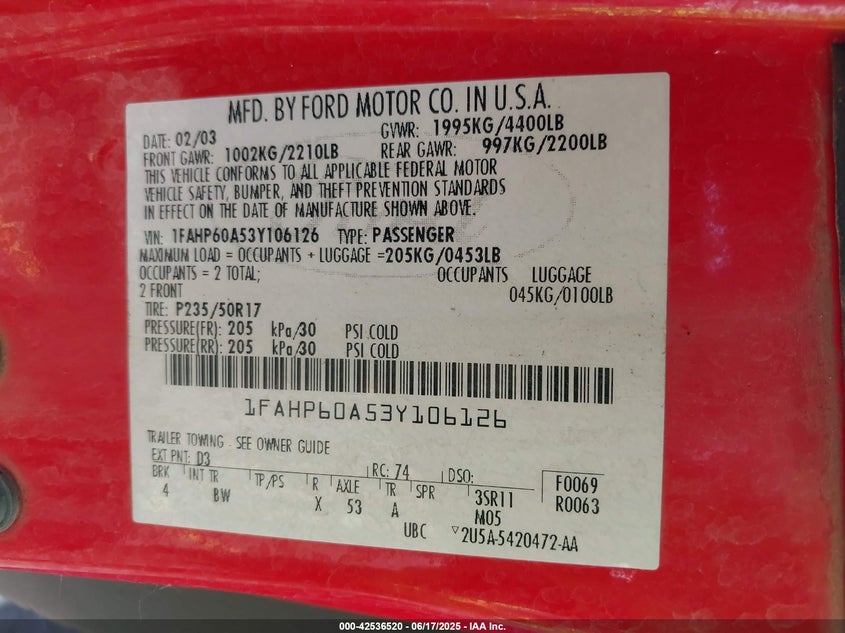 MFD. BY FORD MOTOR CO. IN U.S.A.
DATE: 02/03 GVWR: 1995KG/4400LB
FRONT GAWR: 1002KG/2210LB REAR GAWR: 997KG/2200LB
THIS VEHICLE CONFORMS TO ALL APPLICABLE FEDERAL MOTOR
VEHICLE SAFETY, BUMPER, AND THEFT PREVENTION STANDARDS
IN EFFECT ON THE DATE OF MANUFACTURE SHOWN ABOVE.
VIN: 1FAHP60A53Y106126 TYPE: PASSENGER
MAXIMUM LOAD = OCCUPANTS + LUGGAGE =205KG/0453LB
OCCUPANTS = 2 TOTAL; OCCUPANTS LUGGAGE
2 FRONT 045KG/0100LB
TIRE: P235/50R17
PRESSURE(FR): 205 kPa/30 PSI COLD
PRESSURE(RR): 205 kPa/30 PSI COLD
1FAHP60A53Y106126
TRAILER TOWING - SEE OWNER GUIDE
EXT PNT: D3 RC: 74 DSO: F0069
BRK INT TR TP/PS R AXLE TR SPR 3SR11 R0063
4 BW X 53 A M05
UBC ▽2U5A-5420472-AA
000-42536520 / 06/17/2025 / IAA Inc.